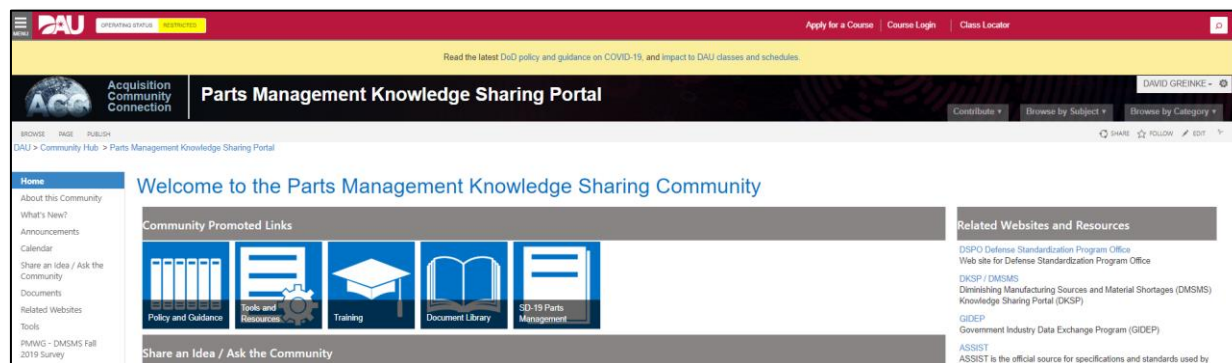 MENU
DAU
OPERATING STATUS RESTRICTED
Apply for a Course | Course Login | Class Locator
Read the latest DoD policy and guidance on COVID-19, and impact to DAU classes and schedules.
ACC
Acquisition
Community
Connection
Parts Management Knowledge Sharing Portal
DAVID GREINKE
Contribute
Browse by Subject
Browse by Category
BROWSE PAGE PUBLISH
SHARE FOLLOW EDIT
DAU > Community Hub > Parts Management Knowledge Sharing Portal
Home
About this Community
What's New?
Announcements
Calendar
Share an Idea / Ask the
Community
Documents
Related Websites
Tools
PMWG - DMSMS Fall
2019 Survey
Welcome to the Parts Management Knowledge Sharing Community
Community Promoted Links
Policy and Guidance
Tools and
Resources
Training
Document Library
SD-19 Parts
Management
Share an Idea / Ask the Community
Related Websites and Resources
DSPO Defense Standardization Program Office
Web site for Defense Standardization Program Office
DKSP / DMSMS
Diminishing Manufacturing Sources and Material Shortages (DMSMS)
Knowledge Sharing Portal (DKSP)
GIDEP
Government Industry Data Exchange Program (GIDEP)
ASSIST
ASSIST is the official source for specifications and standards used by